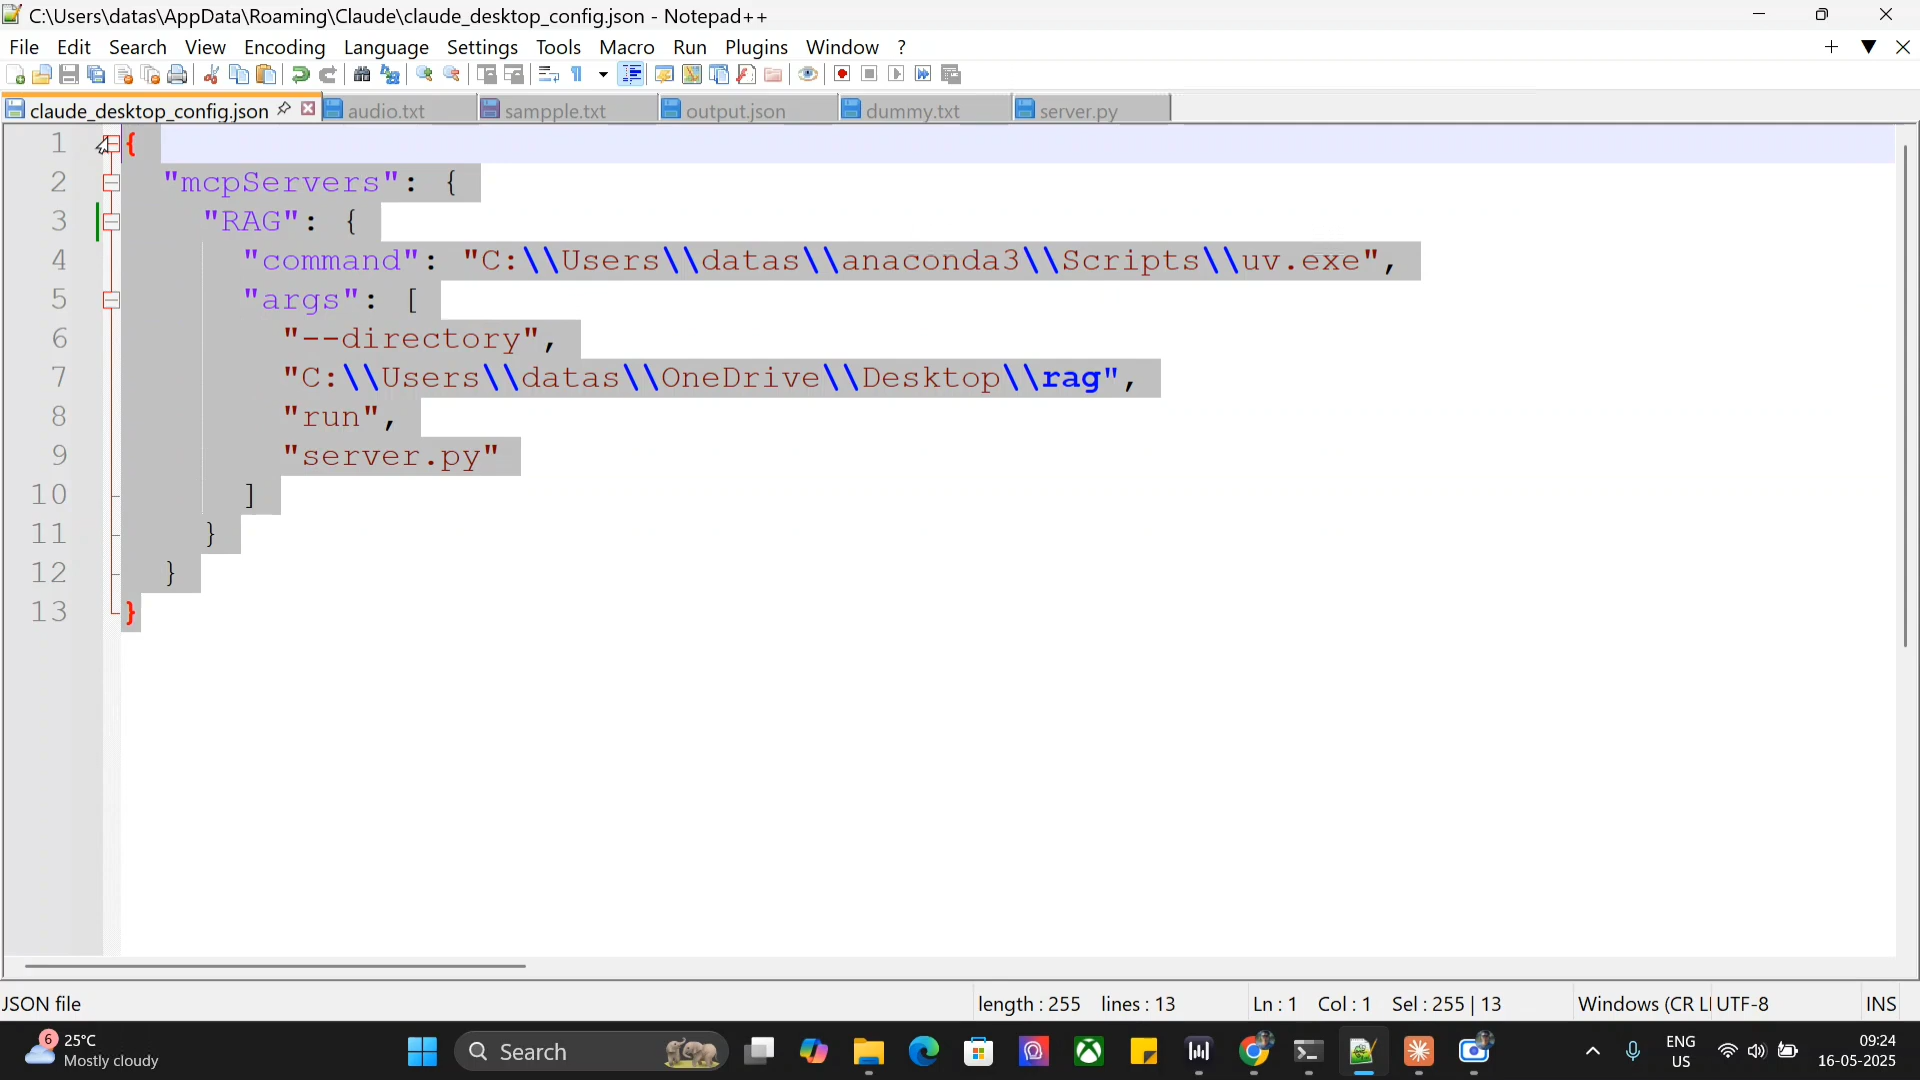 C:\Users\datas\AppData\Roaming\Claude\claude_desktop_config.json - Notepad++
File Edit Search View Encoding Language Settings Tools Macro Run Plugins Window ?
claude_desktop_config.json audio.txt sampple.txt output.json dummy.txt server.py
1 {
2 "mcpServers": {
3 "RAG": {
4 "command": "C:\\Users\\datas\\anaconda3\\Scripts\\uv.exe",
5 "args": [
6 "--directory",
7 "C:\\Users\\datas\\OneDrive\\Desktop\\rag",
8 "run",
9 "server.py"
10 ]
11 }
12 }
13 }
JSON file length : 255 lines : 13 Ln : 1 Col : 1 Sel : 255 | 13 Windows (CR LI UTF-8 INS
6 25°C
Mostly cloudy
Search
ENG
US
09:24
16-05-2025